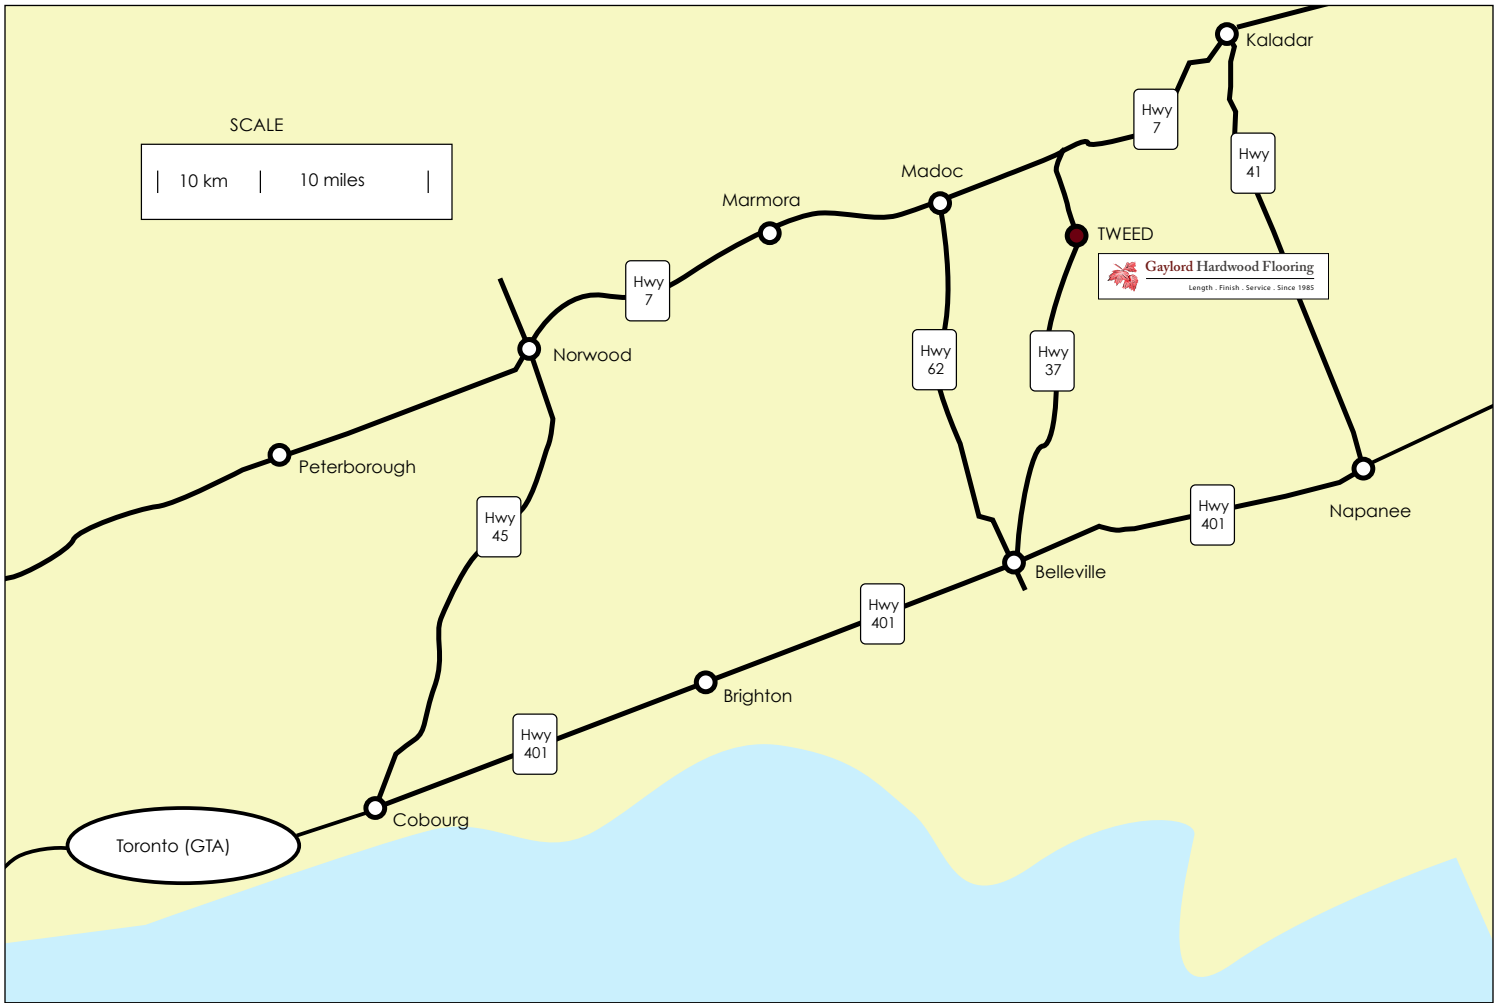 Kaladar
Hwy
7
SCALE
10 km
10 miles
Hwy
41
Madoc
Marmora
TWEED
Gaylord Hardwood Flooring
Length . Finish . Service . Since 1985
Hwy
7
Norwood
Hwy
62
Hwy
37
Peterborough
Hwy
45
Hwy
401
Napanee
Belleville
Hwy
401
Brighton
Hwy
401
Cobourg
Toronto (GTA)